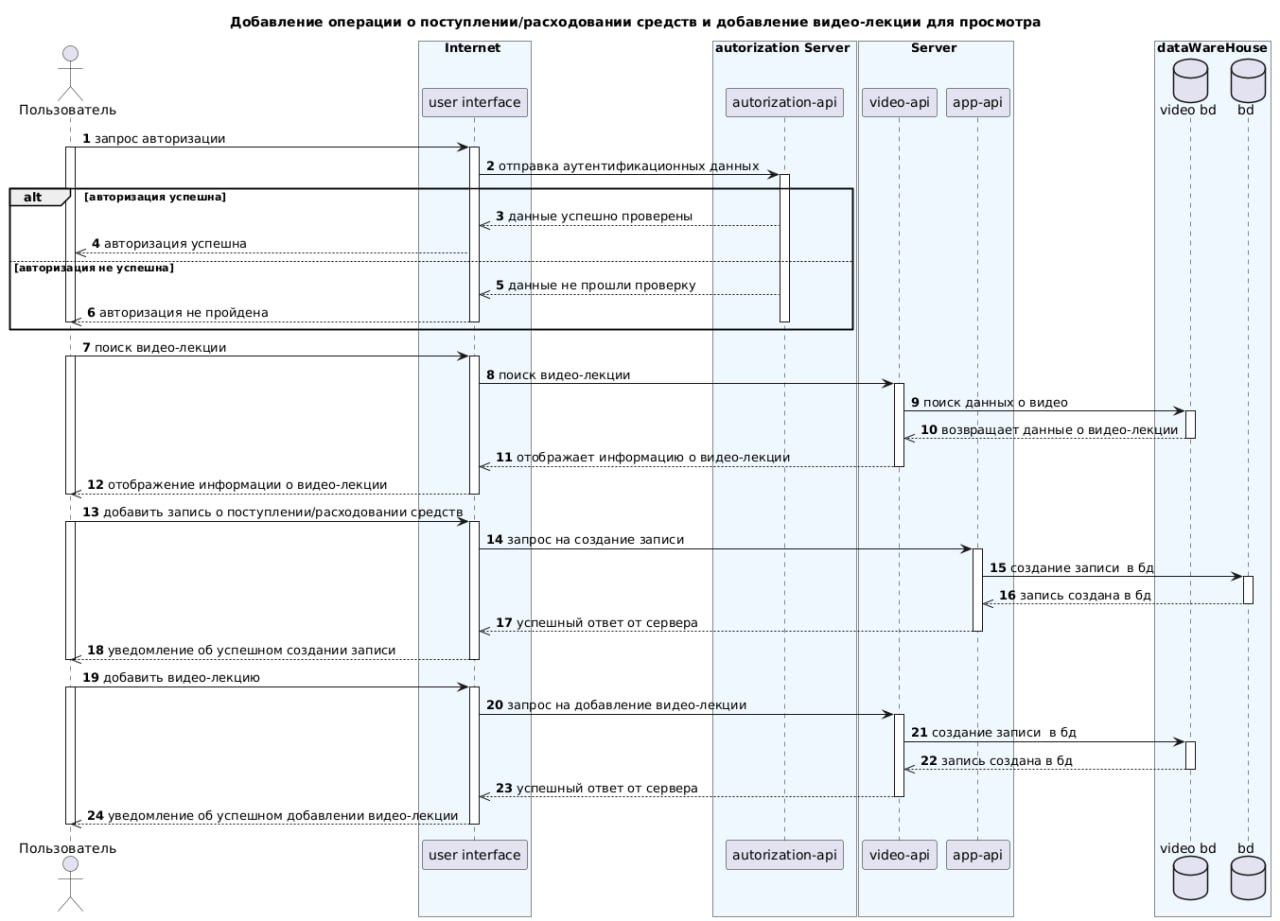 Добавление операции о поступлении/расходовании средств и добавление видео-лекции для просмотра
Internet
autorization Server
Server
dataWareHouse
Пользователь
user interface
autorization-api
video-api
app-api
video bd
bd
1 запрос авторизации
2 отправка аутентификационных данных
alt
[авторизация успешна]
3 данные успешно проверены
4 авторизация успешна
[авторизация не успешна]
5 данные не прошли проверку
6 авторизация не пройдена
7 поиск видео-лекции
8 поиск видео-лекции
9 поиск данных о видео
10 возвращает данные о видео-лекции
11 отображает информацию о видео-лекции
12 отображение информации о видео-лекции
13 добавить запись о поступлении/расходовании средств
14 запрос на создание записи
15 создание записи  в бд
16 запись создана в бд
17 успешный ответ от сервера
18 уведомление об успешном создании записи
19 добавить видео-лекцию
20 запрос на добавление видео-лекции
21 создание записи  в бд
22 запись создана в бд
23 успешный ответ от сервера
24 уведомление об успешном добавлении видео-лекции
Пользователь
user interface
autorization-api
video-api
app-api
video bd
bd